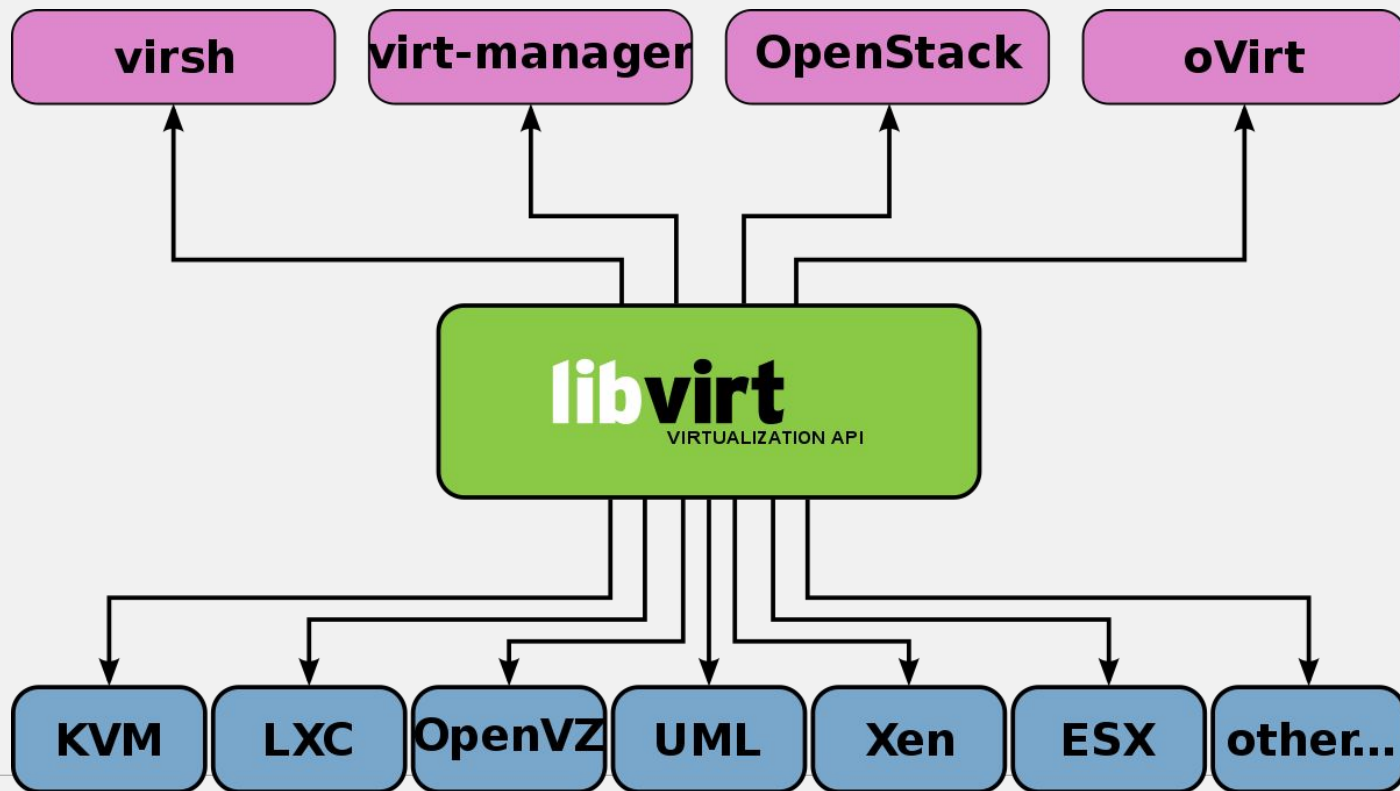 virsh
virt-manager
OpenStack
oVirt
libvirt
VIRTUALIZATION API
KVM
LXC
OpenVZ
UML
Xen
ESX
other...